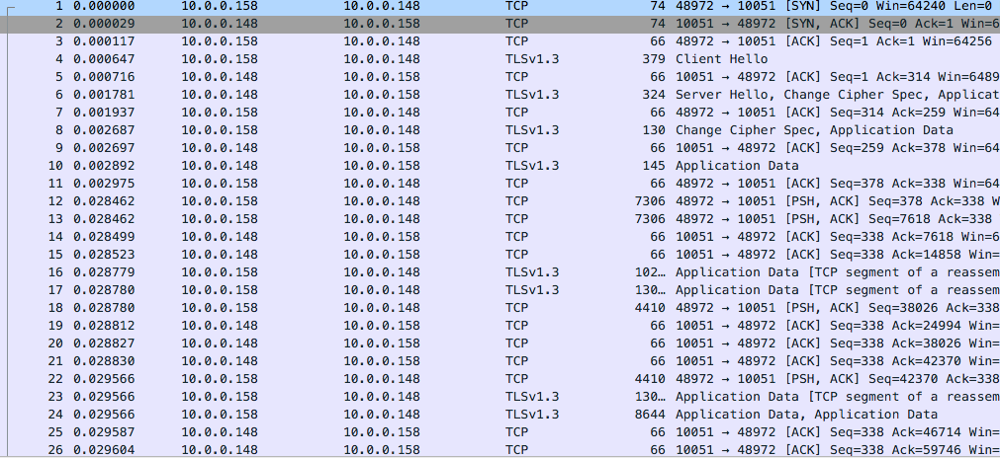 1 0.000000 10.0.0.158 10.0.0.148 TCP 74 48972 → 10051 [SYN] Seq=0 Win=64240 Len=0
2 0.000029 10.0.0.148 10.0.0.158 TCP 74 10051 → 48972 [SYN, ACK] Seq=0 Ack=1 Win=6
3 0.000117 10.0.0.158 10.0.0.148 TCP 66 48972 → 10051 [ACK] Seq=1 Ack=1 Win=64256
4 0.000647 10.0.0.158 10.0.0.148 TLSv1.3 379 Client Hello
5 0.000716 10.0.0.148 10.0.0.158 TCP 66 10051 → 48972 [ACK] Seq=1 Ack=314 Win=6489
6 0.001781 10.0.0.148 10.0.0.158 TLSv1.3 324 Server Hello, Change Cipher Spec, Applicat
7 0.001937 10.0.0.158 10.0.0.148 TCP 66 48972 → 10051 [ACK] Seq=314 Ack=259 Win=64
8 0.002687 10.0.0.158 10.0.0.148 TLSv1.3 130 Change Cipher Spec, Application Data
9 0.002697 10.0.0.148 10.0.0.158 TCP 66 10051 → 48972 [ACK] Seq=259 Ack=378 Win=64
10 0.002892 10.0.0.148 10.0.0.158 TLSv1.3 145 Application Data
11 0.002975 10.0.0.158 10.0.0.148 TCP 66 48972 → 10051 [ACK] Seq=378 Ack=338 Win=64
12 0.028462 10.0.0.158 10.0.0.148 TCP 7306 48972 → 10051 [PSH, ACK] Seq=378 Ack=338 W
13 0.028462 10.0.0.158 10.0.0.148 TCP 7306 48972 → 10051 [PSH, ACK] Seq=7618 Ack=338
14 0.028499 10.0.0.148 10.0.0.158 TCP 66 10051 → 48972 [ACK] Seq=338 Ack=7618 Win=6
15 0.028523 10.0.0.148 10.0.0.158 TCP 66 10051 → 48972 [ACK] Seq=338 Ack=14858 Win=
16 0.028779 10.0.0.158 10.0.0.148 TLSv1.3 102… Application Data [TCP segment of a reassem
17 0.028780 10.0.0.158 10.0.0.148 TLSv1.3 130… Application Data [TCP segment of a reassem
18 0.028780 10.0.0.158 10.0.0.148 TCP 4410 48972 → 10051 [PSH, ACK] Seq=38026 Ack=338
19 0.028812 10.0.0.148 10.0.0.158 TCP 66 10051 → 48972 [ACK] Seq=338 Ack=24994 Win=
20 0.028827 10.0.0.148 10.0.0.158 TCP 66 10051 → 48972 [ACK] Seq=338 Ack=38026 Win=
21 0.028830 10.0.0.148 10.0.0.158 TCP 66 10051 → 48972 [ACK] Seq=338 Ack=42370 Win=
22 0.029566 10.0.0.158 10.0.0.148 TCP 4410 48972 → 10051 [PSH, ACK] Seq=42370 Ack=338
23 0.029566 10.0.0.158 10.0.0.148 TLSv1.3 130… Application Data [TCP segment of a reassem
24 0.029566 10.0.0.158 10.0.0.148 TLSv1.3 8644 Application Data, Application Data
25 0.029587 10.0.0.148 10.0.0.158 TCP 66 10051 → 48972 [ACK] Seq=338 Ack=46714 Win=
26 0.029604 10.0.0.148 10.0.0.158 TCP 66 10051 → 48972 [ACK] Seq=338 Ack=59746 Win=